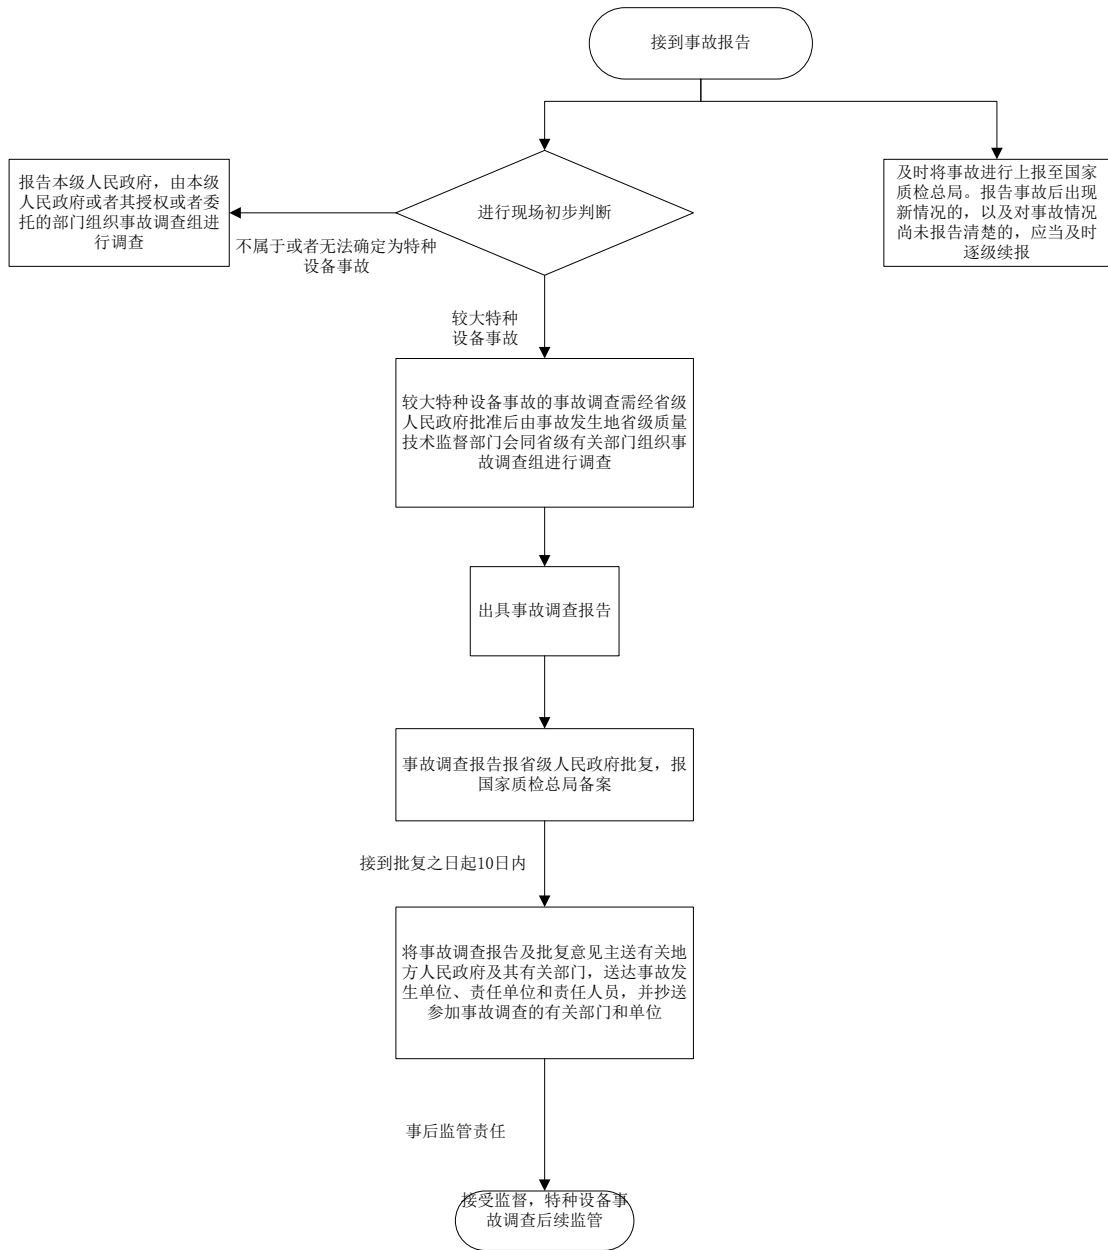 接到事故报告
报告本级人民政府，由本级
人民政府或者其授权或者委
托的部门组织事故调查组进
行调查
进行现场初步判断
及时将事故进行上报至国家
质检总局。报告事故后出现
新情况的，以及对事故情况
尚未报告清楚的，应当及时
逐级续报
不属于或者无法确定为特种
设备事故
较大特种
设备事故
较大特种设备事故的事故调查需经省级
人民政府批准后由事故发生地省级质量
技术监督部门会同省级有关部门组织事
故调查组进行调查
出具事故调查报告
事故调查报告报省级人民政府批复，报
国家质检总局备案
接到批复之日起10日内
将事故调查报告及批复意见主送有关地
方人民政府及其有关部门，送达事故发
生单位、责任单位和责任人员，并抄送
参加事故调查的有关部门和单位
事后监管责任
接受监督，特种设备事
故调查后续监管